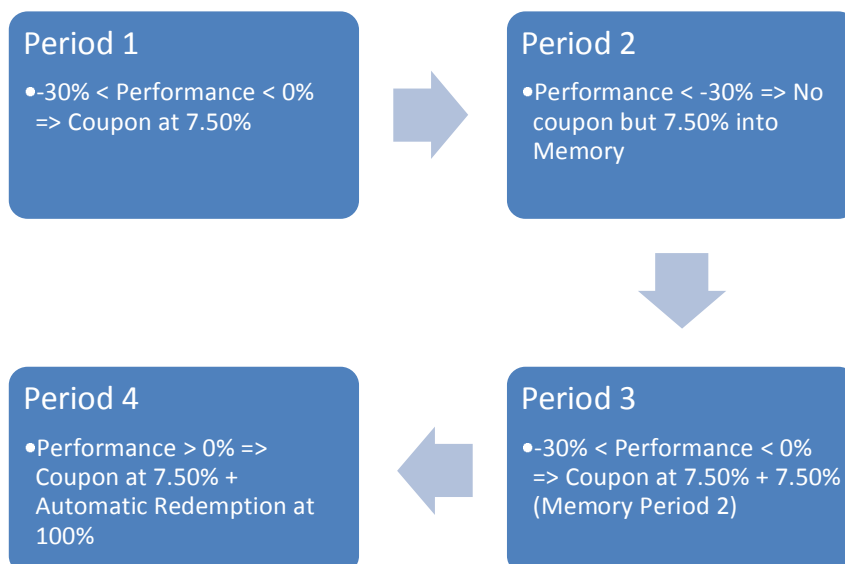 Period 1
•-30% < Performance < 0%
=> Coupon at 7.50%
Period 2
•Performance < -30% => No
coupon but 7.50% into
Memory
Period 3
•-30% < Performance < 0%
=> Coupon at 7.50% + 7.50%
(Memory Period 2)
Period 4
•Performance > 0% =>
Coupon at 7.50% +
Automatic Redemption at
100%